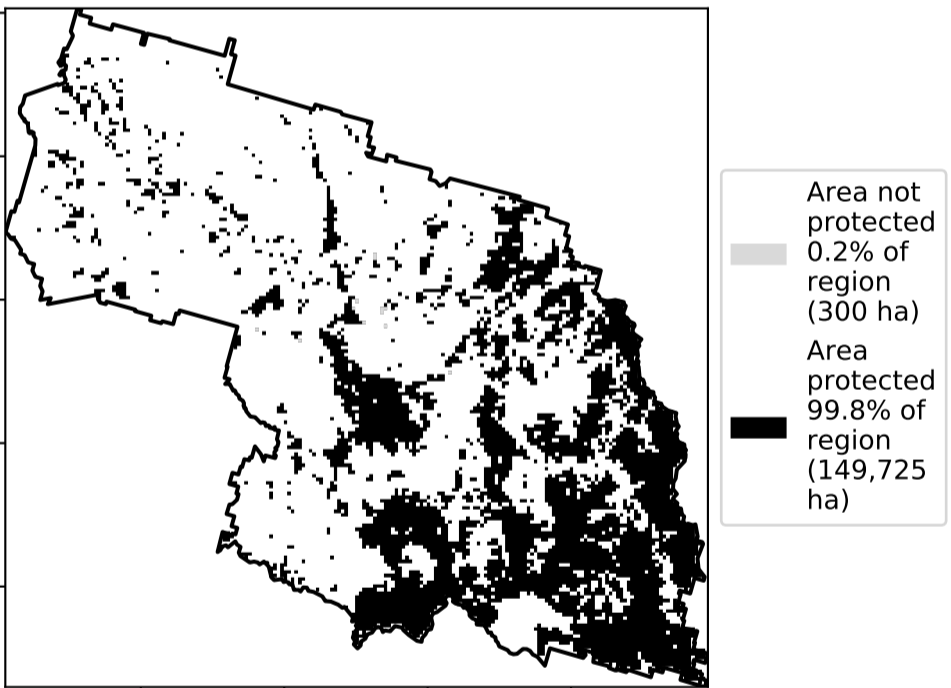 Area not
protected
0.2% of
region
(300 ha)
Area
protected
99.8% of
region
(149,725
ha)